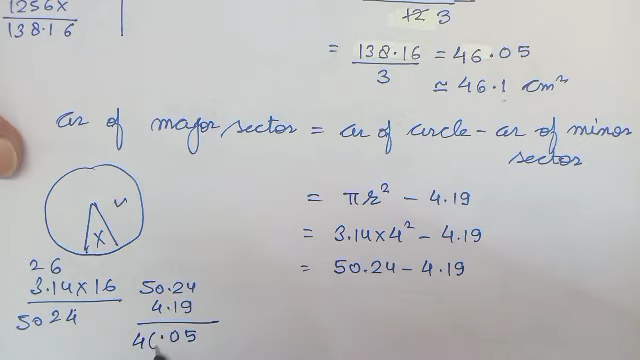 1256x
138.16
12 3
= 138.16 = 46.05
3
≃ 46.1 cm²
ar of major sector = ar of circle - ar of minor
sector
= πr² - 4.19
= 3.14×4² - 4.19
= 50.24 - 4.19
x
2 6
3.14×16
5024
50.24
4.19
46.05